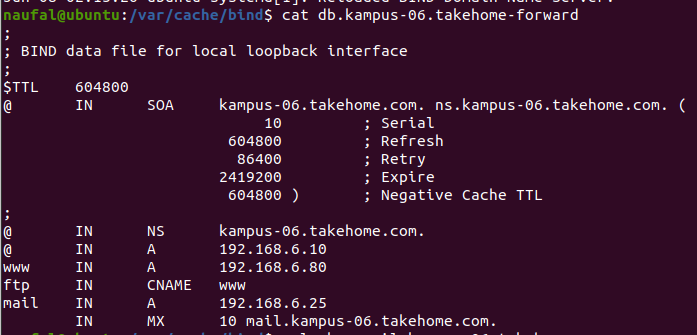 naufal@ubuntu:/var/cache/bind$ cat db.kampus-06.takehome-forward
;
; BIND data file for local loopback interface
;
$TTL    604800
@       IN      SOA     kampus-06.takehome.com. ns.kampus-06.takehome.com. (
                             10         ; Serial
                         604800         ; Refresh
                          86400         ; Retry
                        2419200         ; Expire
                         604800 )       ; Negative Cache TTL
;
@       IN      NS      kampus-06.takehome.com.
@       IN      A       192.168.6.10
www     IN      A       192.168.6.80
ftp     IN      CNAME   www
mail    IN      A       192.168.6.25
        IN      MX      10 mail.kampus-06.takehome.com.